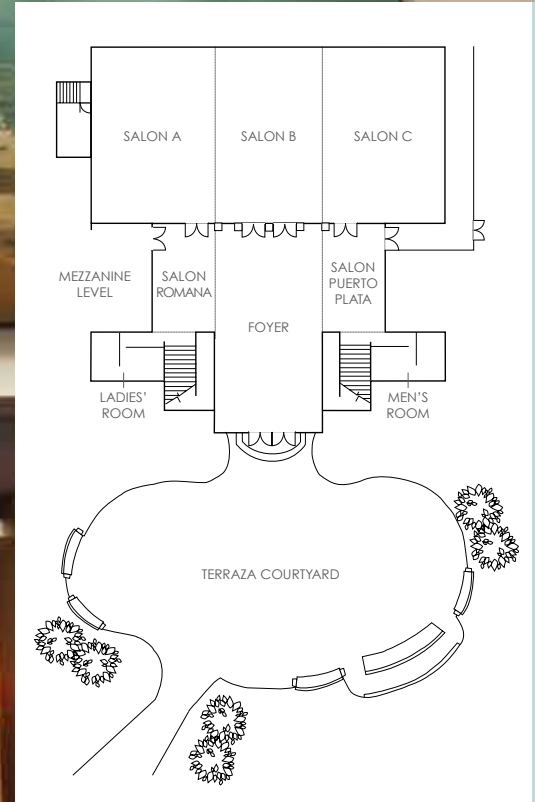 SALON A
SALON B
SALON C
MEZZANINE
LEVEL
SALON
ROMANA
SALON
PUERTO
PLATA
FOYER
LADIES'
ROOM
MEN'S
ROOM
TERRAZA COURTYARD